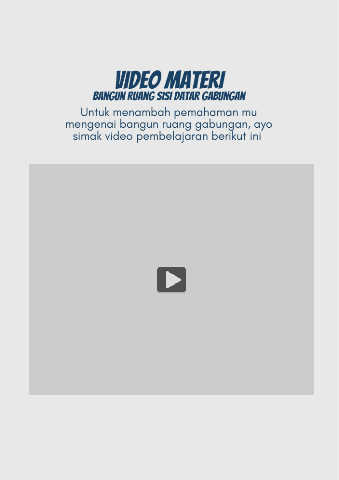 VIDEO MATERI
BANGUN RUANG SISI DATAR GABUNGAN
Untuk menambah pemahaman mu
mengenai bangun ruang gabungan, ayo
simak video pembelajaran berikut ini